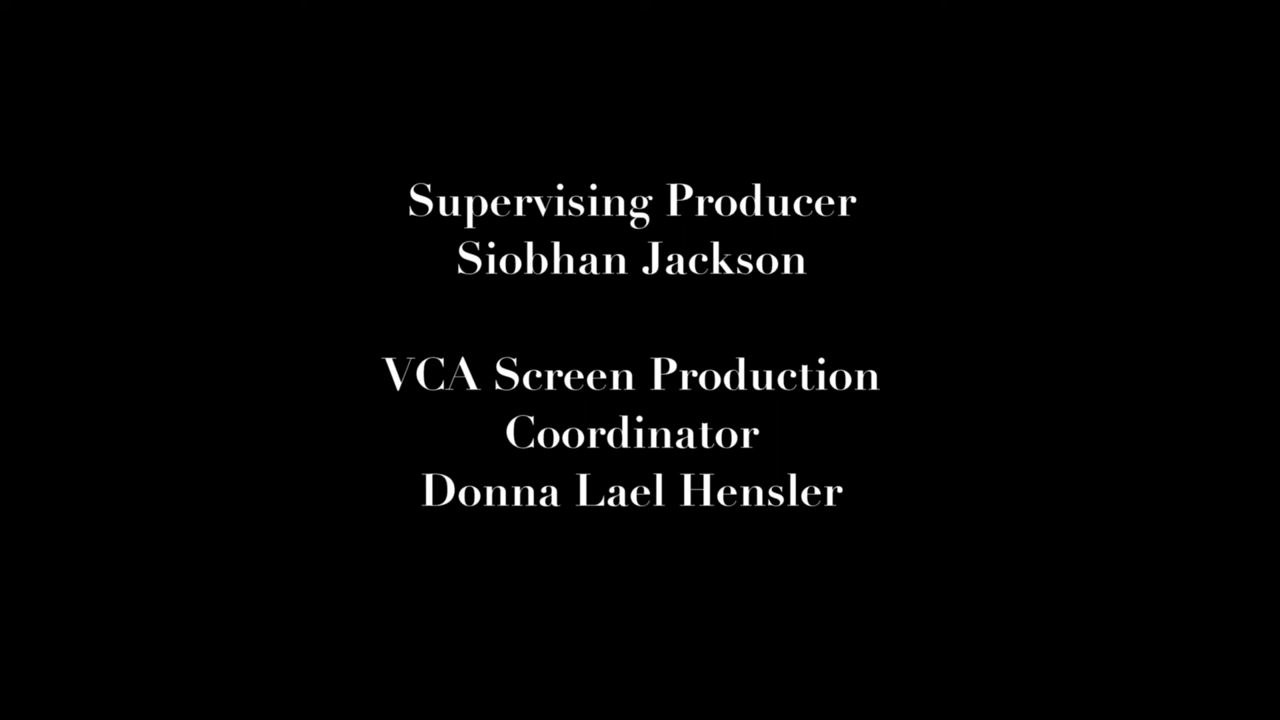 Supervising Producer
Siobhan Jackson
VCA Screen Production
Coordinator
Donna Lael Hensler